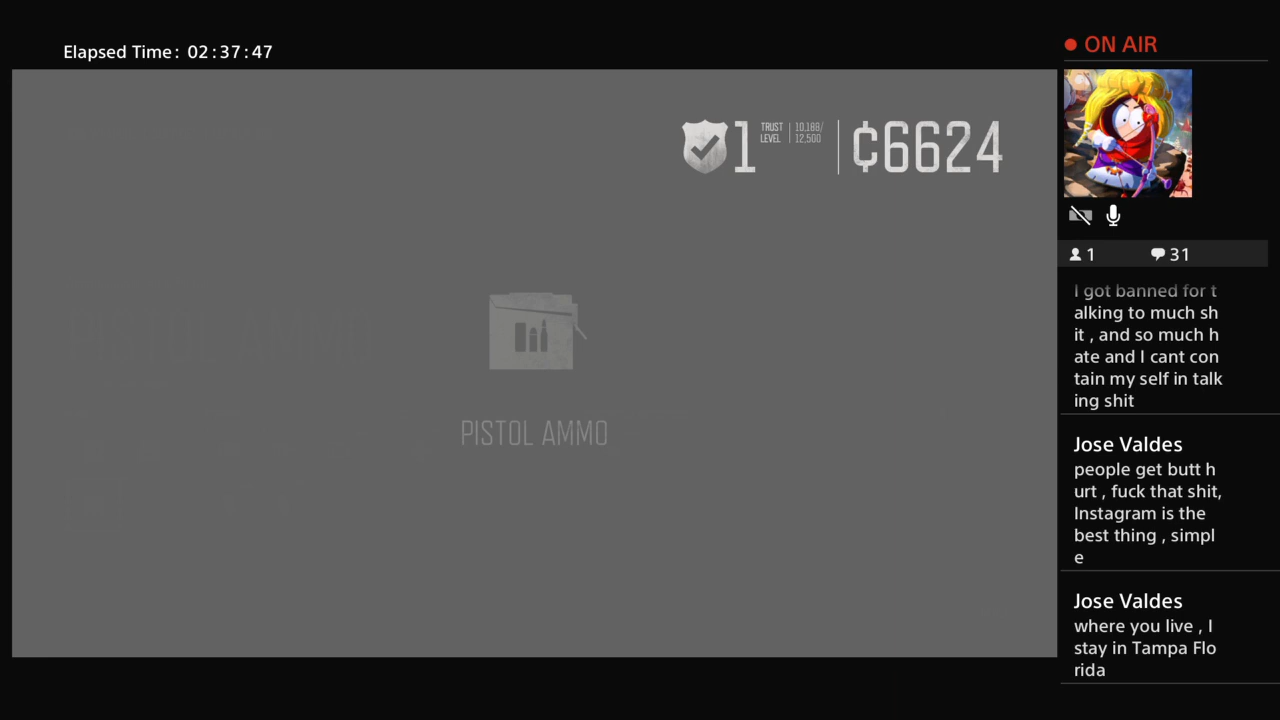 Elapsed Time: 02:37:47
ON AIR
1
TRUST LEVEL
10,188/
12,500
¢6624
1
31
PISTOL AMMO
PISTOL AMMO
I got banned for t
alking to much sh
it , and so much h
ate and I cant con
tain my self in talk
ing shit
Jose Valdes
people get butt h
urt , fuck that shit,
Instagram is the
best thing , simpl
e
Jose Valdes
where you live , I
stay in Tampa Flo
rida